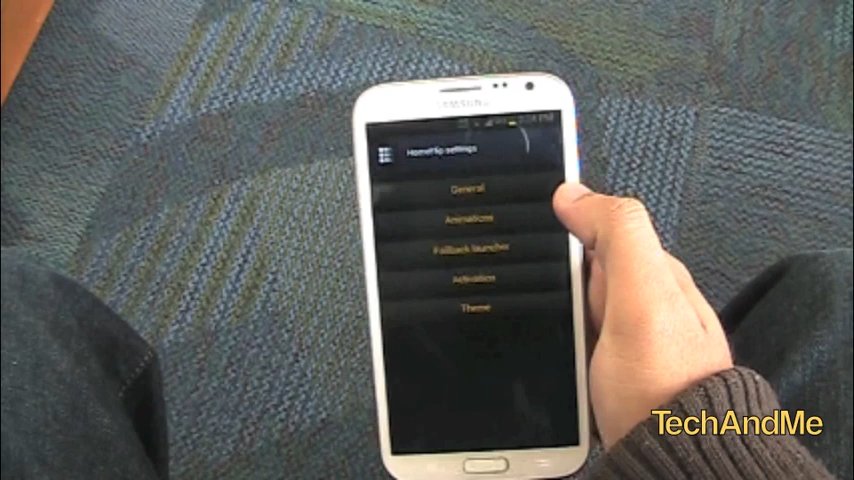 SAMSUNG
HomeFlip settings
General
Animations
Fallback launcher
Activation
Theme
TechAndMe